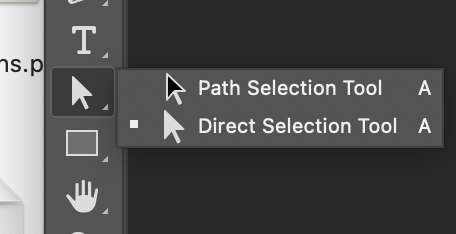 T
ns.p
Path Selection Tool A
Direct Selection Tool A